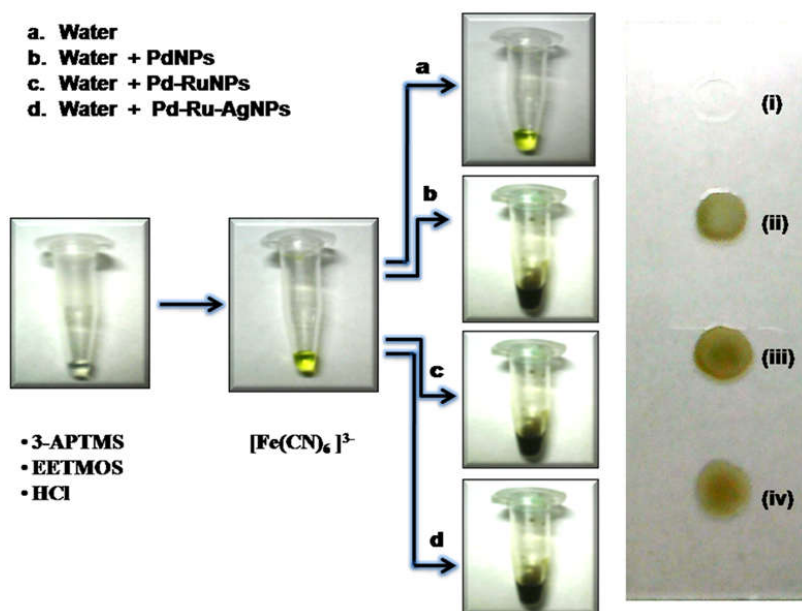 a. Water
b. Water + PdNPs
c. Water + Pd-RuNPs
d. Water + Pd-Ru-AgNPs
a
b
c
d
• 3-APTMS
• EETMOS
• HCl
[Fe(CN)₆]³⁻
(i)
(ii)
(iii)
(iv)